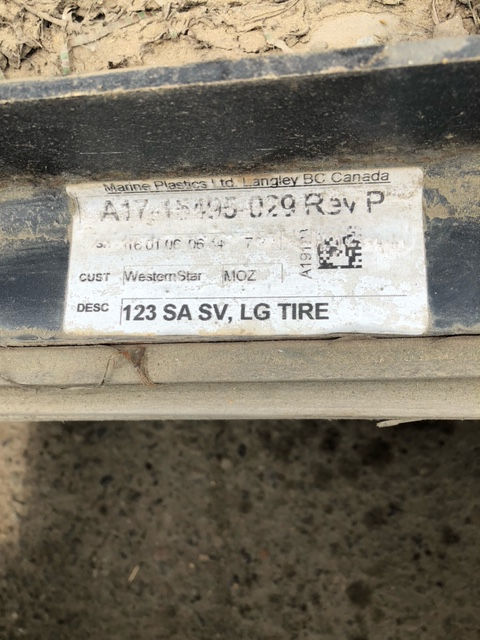 Marine Plastics Ltd. Langley BC Canada
A17-15495-029 Rev P
CUST WesternStar MOZ
DESC 123 SA SV, LG TIRE